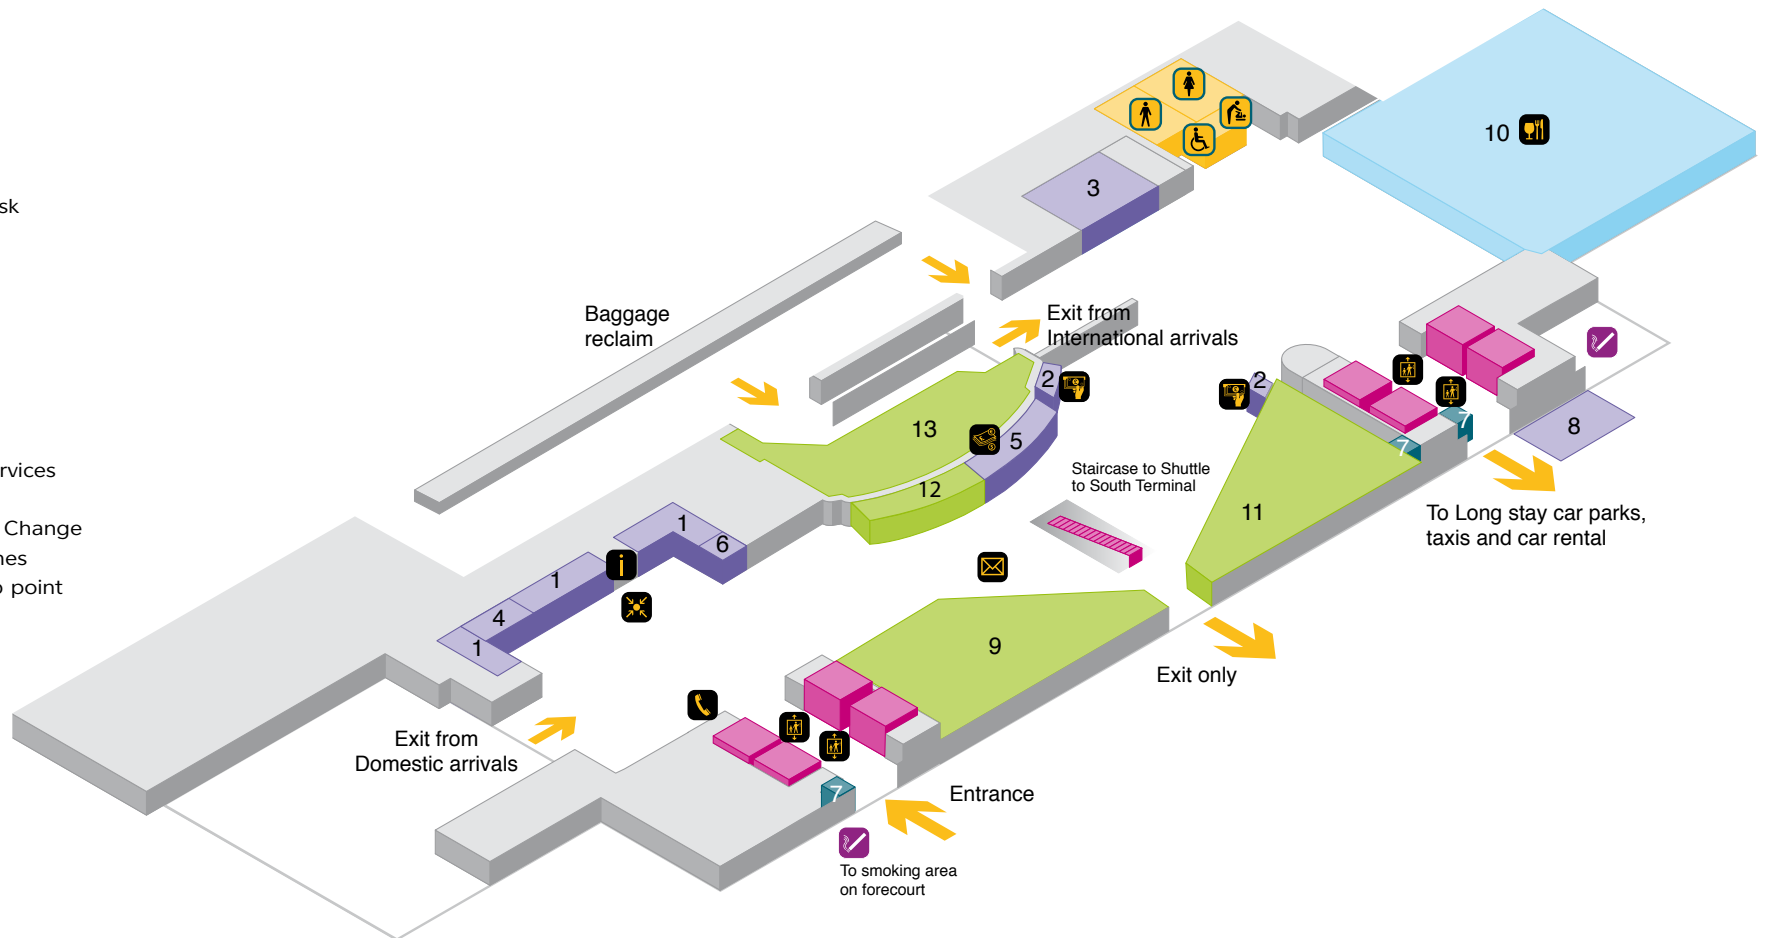 sk
rvices
Change
nes
o point
10
3
Baggage
reclaim
Exit from
International arrivals
2
2
13
5
12
7
7
8
Staircase to Shuttle
to South Terminal
11
To Long stay car parks,
taxis and car rental
1
6
1
4
1
9
Exit only
Exit from
Domestic arrivals
7
Entrance
To smoking area
on forecourt